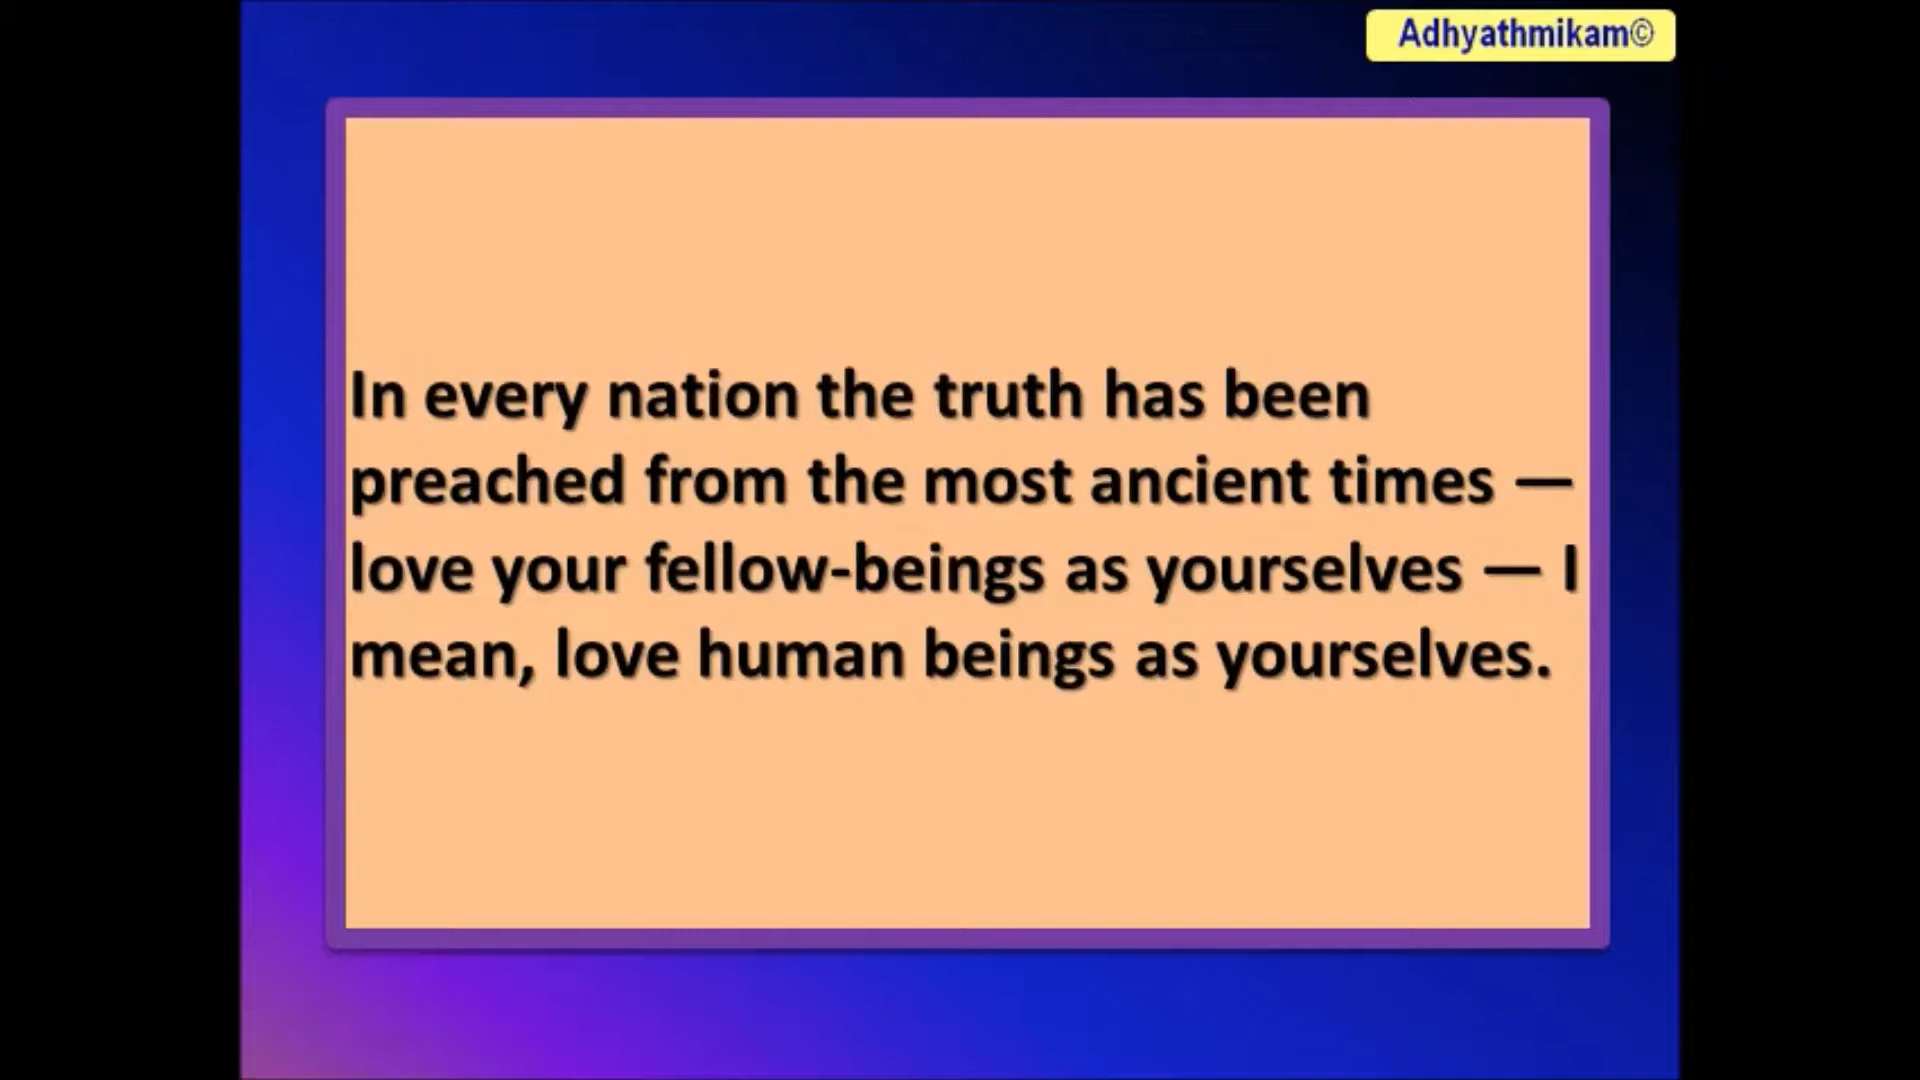 Adhyathmikam©
In every nation the truth has been
preached from the most ancient times —
love your fellow-beings as yourselves — I
mean, love human beings as yourselves.